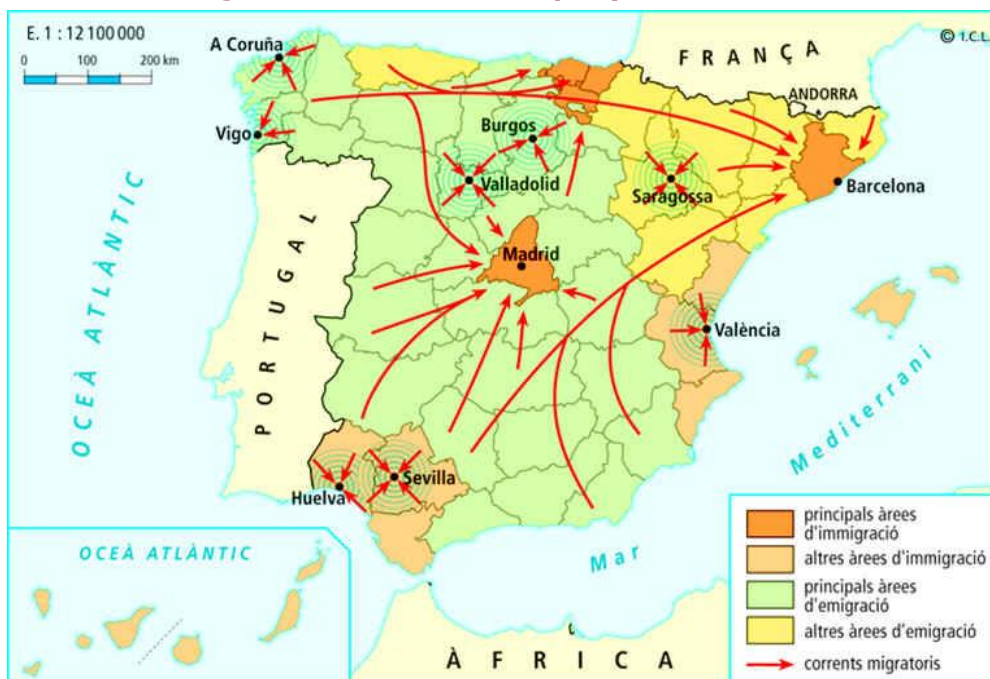 E. 1 : 12 100 000
0 100 200 km
© I.C.L.
A Coruña
FRANÇA
ANDORRA
Vigo
Burgos
Valladolid
Saragossa
Barcelona
OCEÀ ATLÀNTIC
PORTUGAL
Madrid
València
Mar Mediterrani
Huelva
Sevilla
OCEÀ ATLÀNTIC
ÀFRICA
principals àrees
d'immigració
altres àrees d'immigració
principals àrees
d'emigració
altres àrees d'emigració
corrents migratoris